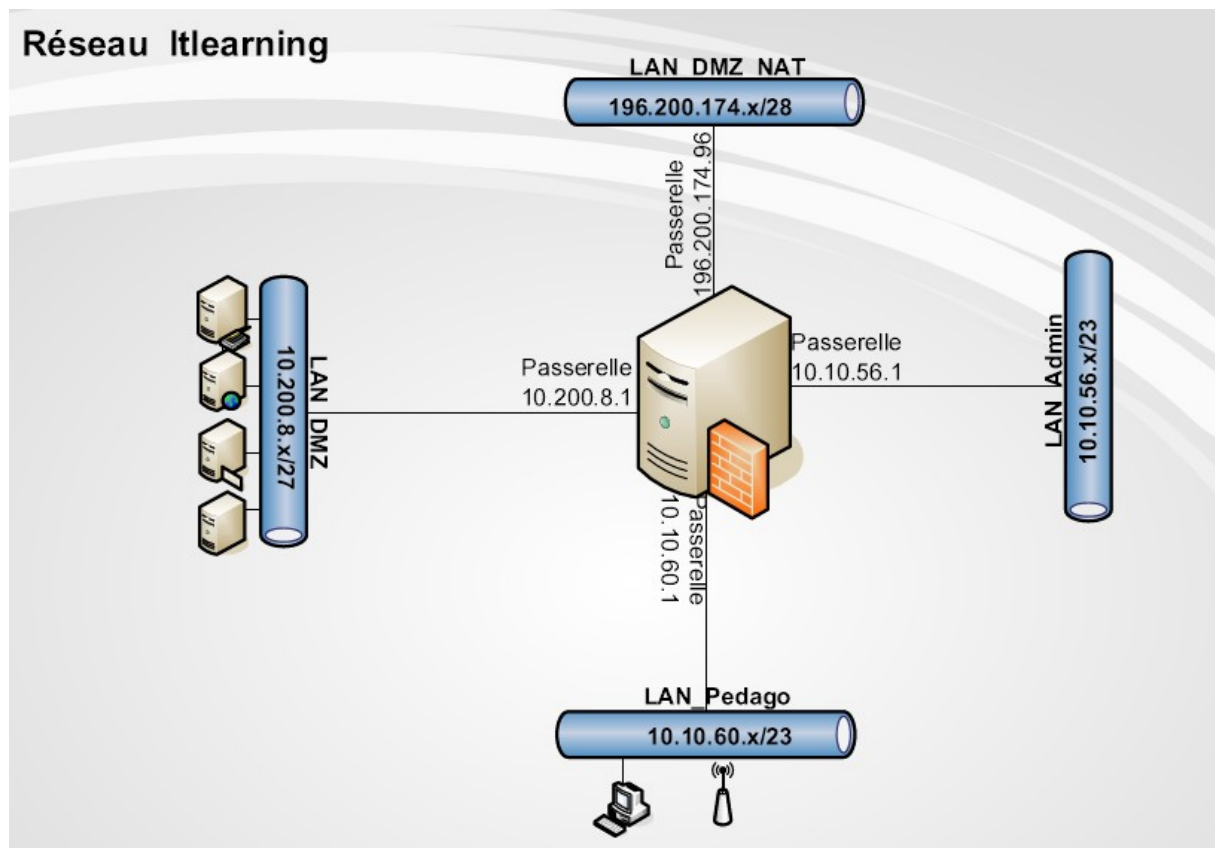 Réseau Itlearning
LAN_DMZ_NAT
196.200.174.x/28
Passerelle
196.200.174.96
Passerelle
10.10.56.1
LAN_Admin
10.10.56.x/23
Passerelle
10.200.8.1
LAN_DMZ
10.200.8.x/27
Passerelle
10.10.60.1
LAN_Pedago
10.10.60.x/23